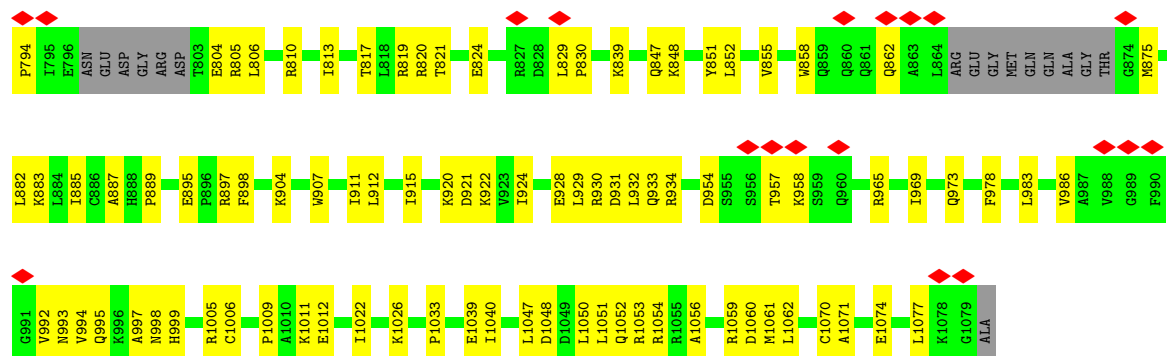 P794 I795 E796 ASN GLU ASP GLY ARG ASP T803 E804 R805 L806 R810 I813 T817 L818 R819 R820 T821 E824 R827 D828 L829 P830 K839 Q847 K848 Y851 L852 V855 W858 Q859 Q860 Q861 Q862 A863 L864 ARG GLU GLY MET GLN GLN ALA GLY THR G874 M875
L882 K883 L884 I885 C886 A887 H888 P889 E895 P896 R897 F898 K904 W907 I911 L912 I915 K920 D921 K922 V923 I924 E928 L929 R930 D931 L932 Q933 R934 D954 S955 S956 T957 K958 S959 Q960 R965 I969 Q973 F978 L983 V986 A987 V988 G989 F990
G991 V992 N993 V994 Q995 K996 A997 N998 H999 R1005 C1006 P1009 A1010 K1011 E1012 I1022 K1026 P1033 E1039 I1040 L1047 D1048 D1049 L1050 L1051 Q1052 R1053 R1054 R1055 A1056 R1059 D1060 M1061 L1062 C1070 A1071 E1074 L1077 K1078 G1079 ALA